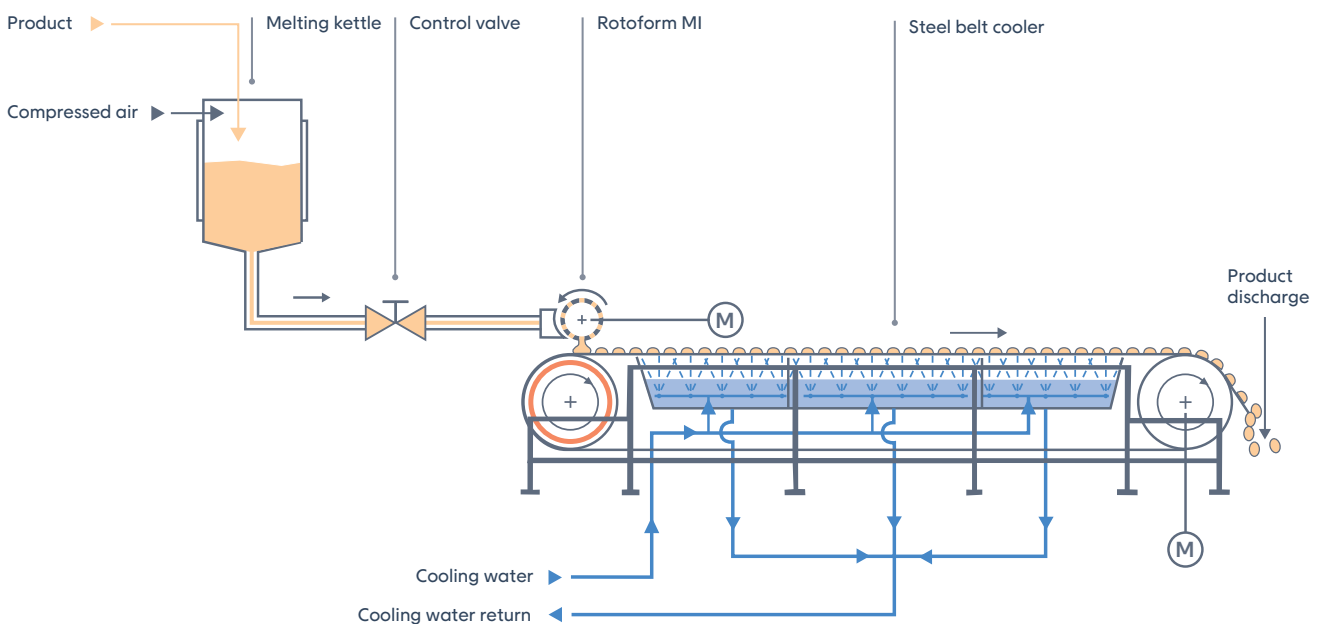 Product
Melting kettle
Control valve
Rotoform MI
Steel belt cooler
Compressed air
Product
discharge
M
M
Cooling water
Cooling water return